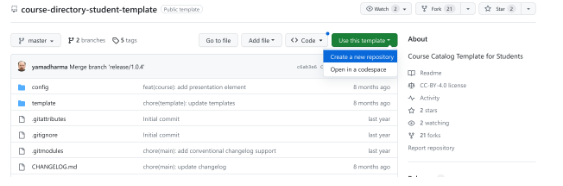 course-directory-student-template Public template
Watch 2 Fork 21 Star 2
master 2 branches 5 tags Go to file Add file Code Use this template
Create a new repository
Open in a codespace
yamadharma Merge branch 'release/1.0.4'
config feat(course): add presentation element 8 months ago
template chore(template): update templates 8 months ago
.gitattributes Initial commit last year
.gitignore Initial commit last year
.gitmodules chore(main): add conventional changelog support last year
CHANGELOG.md chore(main): update changelog 8 months ago
About
Course Catalog Template for Students
Readme
CC-BY-4.0 license
Activity
2 stars
2 watching
21 forks
Report repository